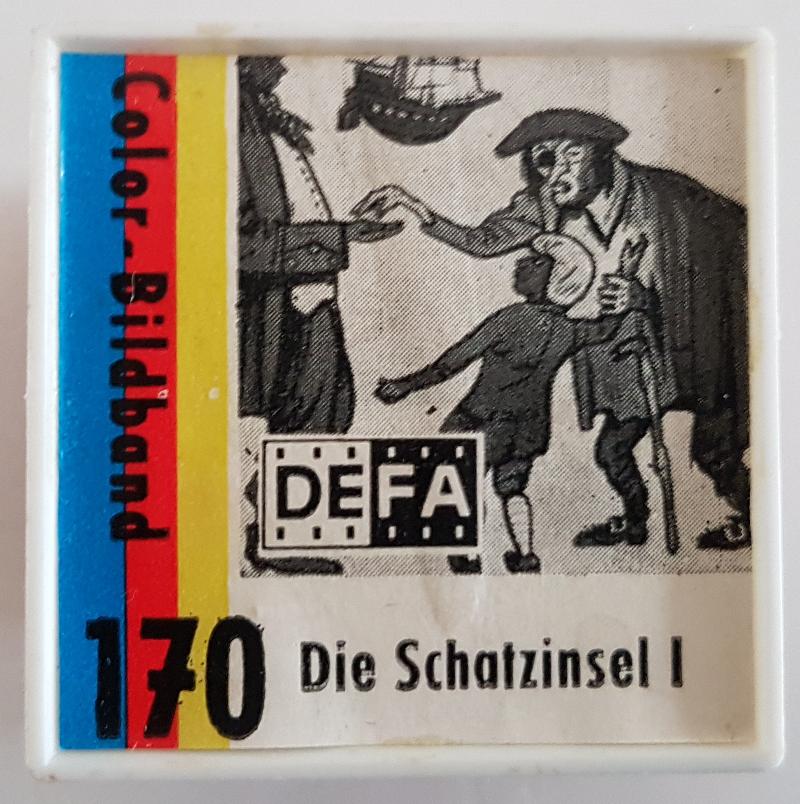 Color-Bildband
DEFA
170 Die Schatzinsel I